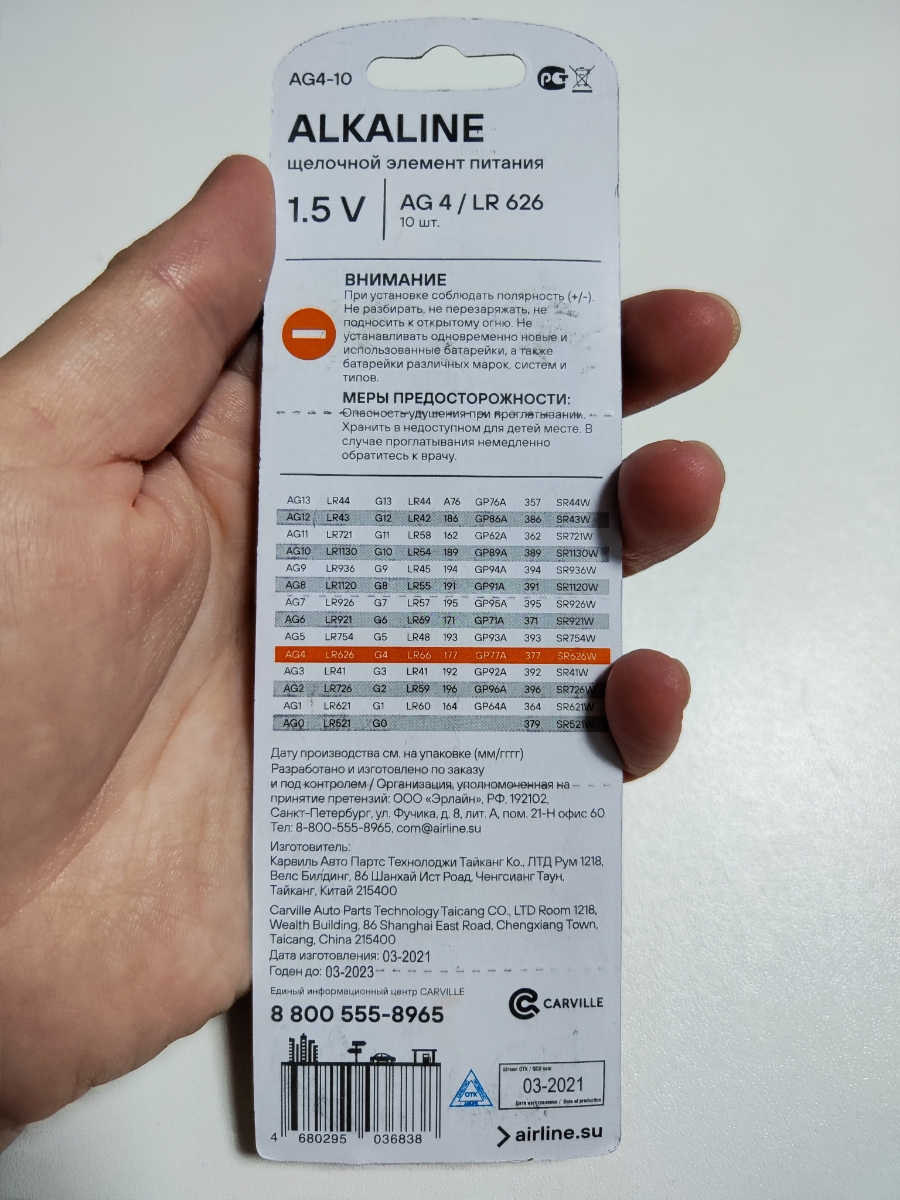 AG4-10
ALKALINE
щелочной элемент питания
1.5 V
AG 4 / LR 626
10 шт.
ВНИМАНИЕ
При установке соблюдать полярность (+/-).
Не разбирать, не перезаряжать, не
подносить к открытому огню. Не
устанавливать одновременно новые и
использованные батарейки, а также
батарейки различных марок, систем и
типов.
МЕРЫ ПРЕДОСТОРОЖНОСТИ:
Опасность удушения при проглатывании.
Хранить в недоступном для детей месте. В
случае проглатывания немедленно
обратитесь к врачу.
AG13 LR44 G13 LR44 A76 GP76A 357 SR44W
AG12 LR43 G12 LR42 186 GP86A 386 SR43W
AG11 LR721 G11 LR58 162 GP62A 362 SR721W
AG10 LR1130 G10 LR54 189 GP89A 389 SR1130W
AG9 LR936 G9 LR45 194 GP94A 394 SR936W
AG8 LR1120 G8 LR55 191 GP91A 391 SR1120W
AG7 LR926 G7 LR57 195 GP95A 395 SR926W
AG6 LR921 G6 LR69 171 GP71A 371 SR921W
AG5 LR754 G5 LR48 193 GP93A 393 SR754W
AG4 LR626 G4 LR66 177 GP77A 377 SR626W
AG3 LR41 G3 LR41 192 GP92A 392 SR41W
AG2 LR726 G2 LR59 196 GP96A 396 SR726W
AG1 LR621 G1 LR60 164 GP64A 364 SR621W
AG0 LR521 G0 379 SR521W
Дату производства см. на упаковке (мм/гггг)
Разработано и изготовлено по заказу
и под контролем / Организация, уполномоченная на
принятие претензий: ООО «Эрлайн», РФ, 192102,
Санкт-Петербург, ул. Фучика, д. 8, лит. А, пом. 21-Н офис 60
Тел: 8-800-555-8965, com@airline.su
Изготовитель:
Карвиль Авто Партс Технолоджи Тайканг Ко., ЛТД Рум 1218,
Велс Билдинг, 86 Шанхай Ист Роад, Ченгсианг Таун,
Тайканг, Китай 215400
Carville Auto Parts Technology Taicang CO., LTD Room 1218,
Wealth Building, 86 Shanghai East Road, Chengxiang Town,
Taicang, China 215400
Дата изготовления: 03-2021
Годен до: 03-2023
Единый информационный центр CARVILLE
8 800 555-8965
CARVILLE
4 680295 036838
ОТК
Штамп ОТК / QCD
03-2021
Дата изготовления / Date of production
airline.su